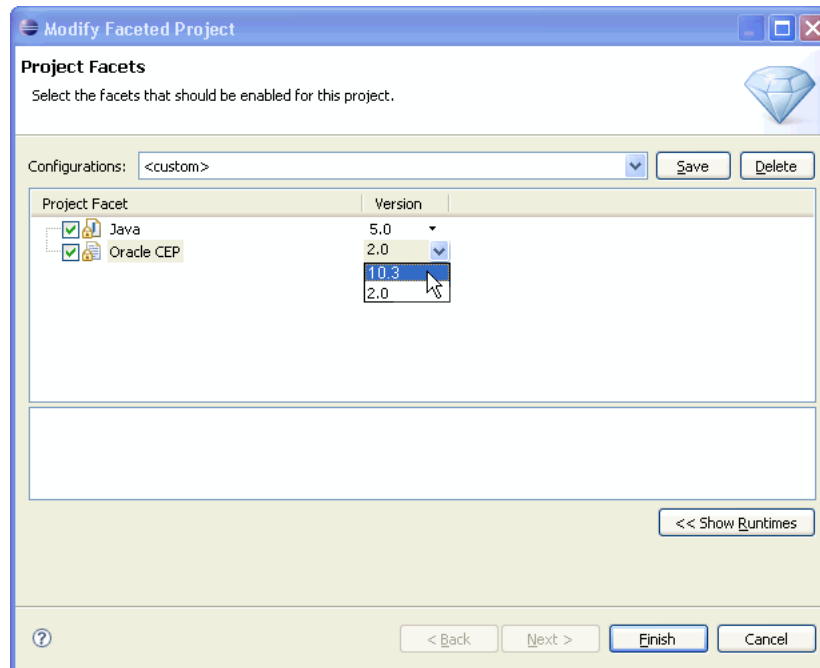 Modify Faceted Project
Project Facets
Select the facets that should be enabled for this project.
Configurations: <custom> Save Delete
Project Facet Version
Java 5.0
Oracle CEP 2.0
10.3
2.0
<< Show Runtimes
? < Back Next > Finish Cancel